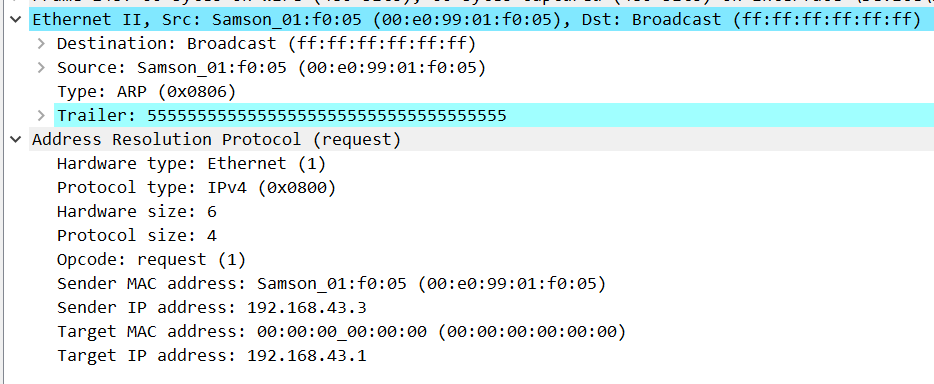 Ethernet II, Src: Samson_01:f0:05 (00:e0:99:01:f0:05), Dst: Broadcast (ff:ff:ff:ff:ff:ff)
Destination: Broadcast (ff:ff:ff:ff:ff:ff)
Source: Samson_01:f0:05 (00:e0:99:01:f0:05)
Type: ARP (0x0806)
Trailer: 555555555555555555555555555555555555
Address Resolution Protocol (request)
Hardware type: Ethernet (1)
Protocol type: IPv4 (0x0800)
Hardware size: 6
Protocol size: 4
Opcode: request (1)
Sender MAC address: Samson_01:f0:05 (00:e0:99:01:f0:05)
Sender IP address: 192.168.43.3
Target MAC address: 00:00:00_00:00:00 (00:00:00:00:00:00)
Target IP address: 192.168.43.1